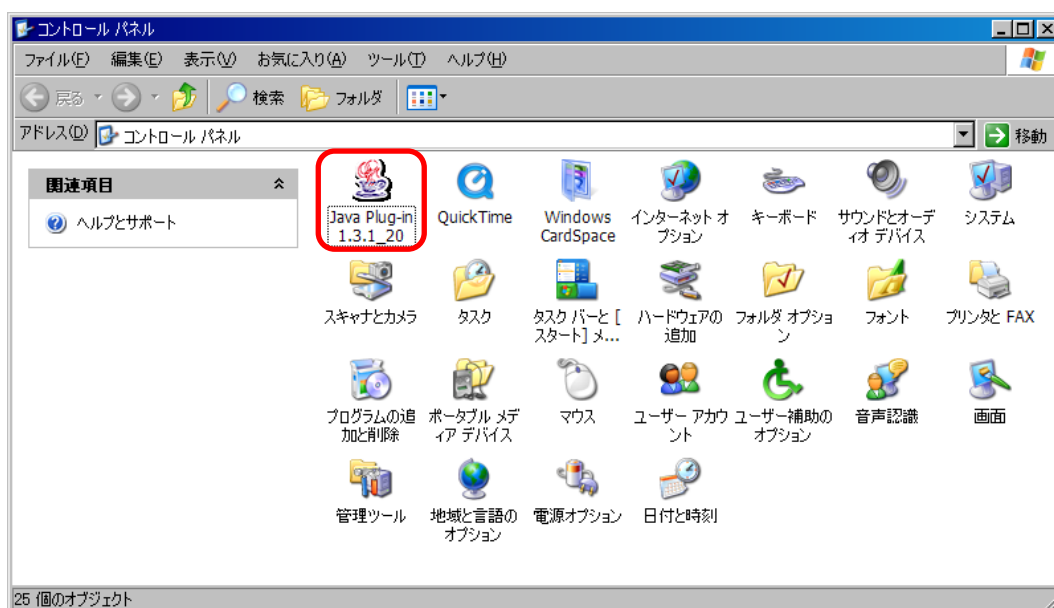 コントロール パネル
ファイル(F) 編集(E) 表示(V) お気に入り(A) ツール(T) ヘルプ(H)
戻る 検索 フォルダ
アドレス(D) コントロール パネル 移動
関連項目
ヘルプとサポート
Java Plug-in
1.3.1_20
QuickTime
Windows
CardSpace
インターネット オ
プション
キーボード
サウンドとオーデ
ィオ デバイス
システム
スキャナとカメラ
タスク
タスク バーと [
スタート] メ...
ハードウェアの
追加
フォルダ オプショ
ン
フォント
プリンタと FAX
プログラムの追
加と削除
ポータブル メデ
ィア デバイス
マウス
ユーザー アカウ
ント
ユーザー補助の
オプション
音声認識
画面
管理ツール
地域と言語の
オプション
電源オプション
日付と時刻
25 個のオブジェクト